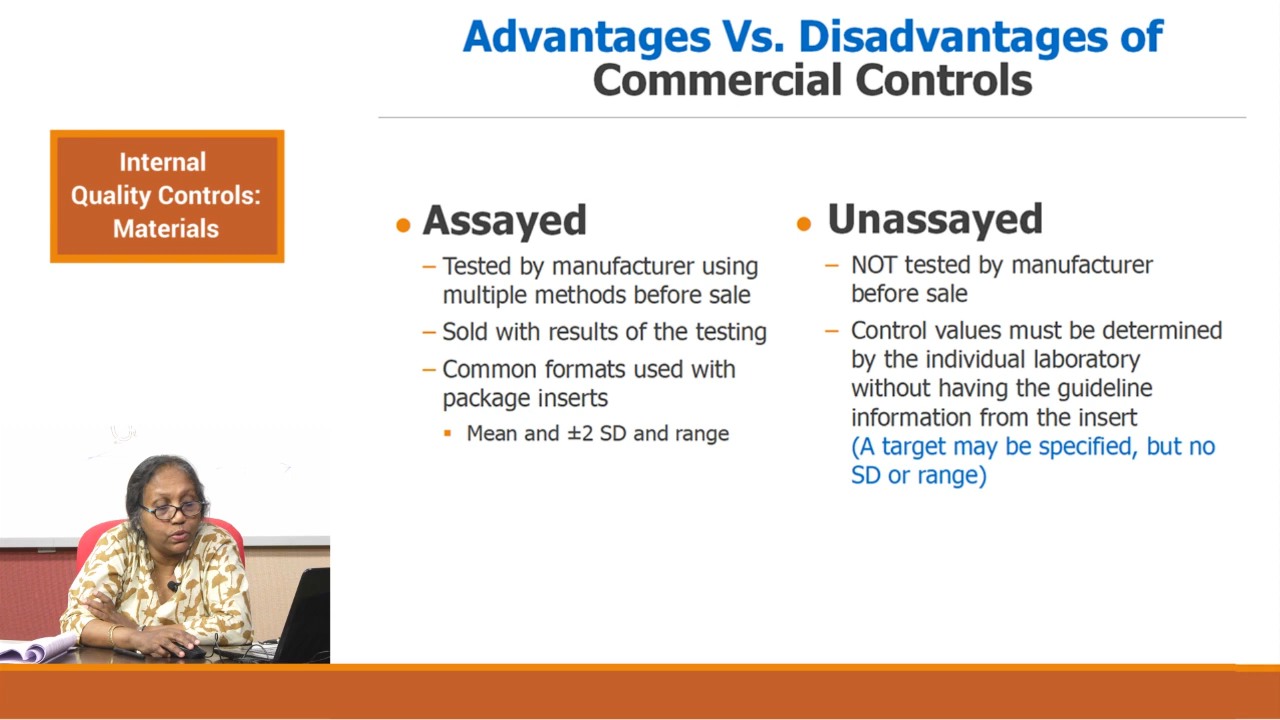 Advantages Vs. Disadvantages of
Commercial Controls
Internal
Quality Controls:
Materials
• Assayed
– Tested by manufacturer using
multiple methods before sale
– Sold with results of the testing
– Common formats used with
package inserts
▪ Mean and ±2 SD and range
• Unassayed
– NOT tested by manufacturer
before sale
– Control values must be determined
by the individual laboratory
without having the guideline
information from the insert
(A target may be specified, but no
SD or range)